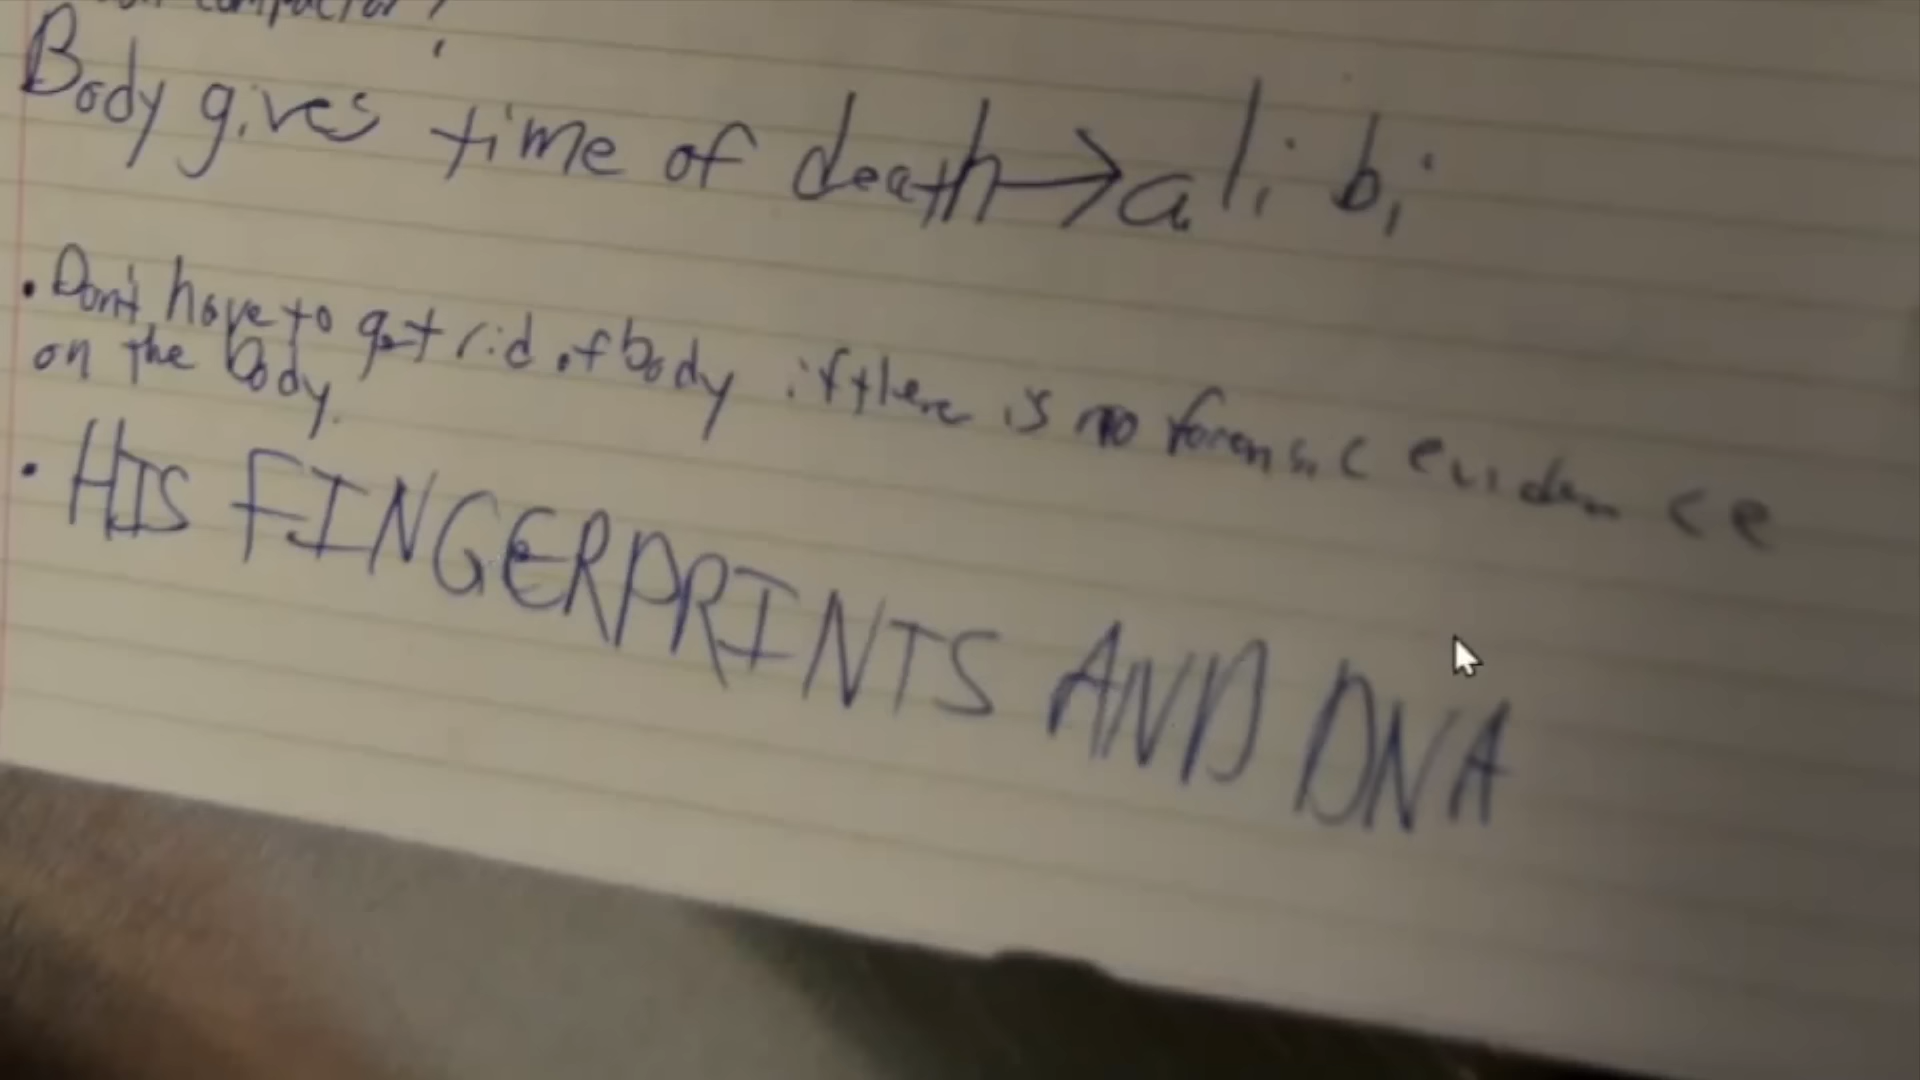 compactor?
Body gives time of death→alibi
• Don't have to get rid of body if there is no forensic evidence
on the body.
• HIS FINGERPRINTS AND DNA